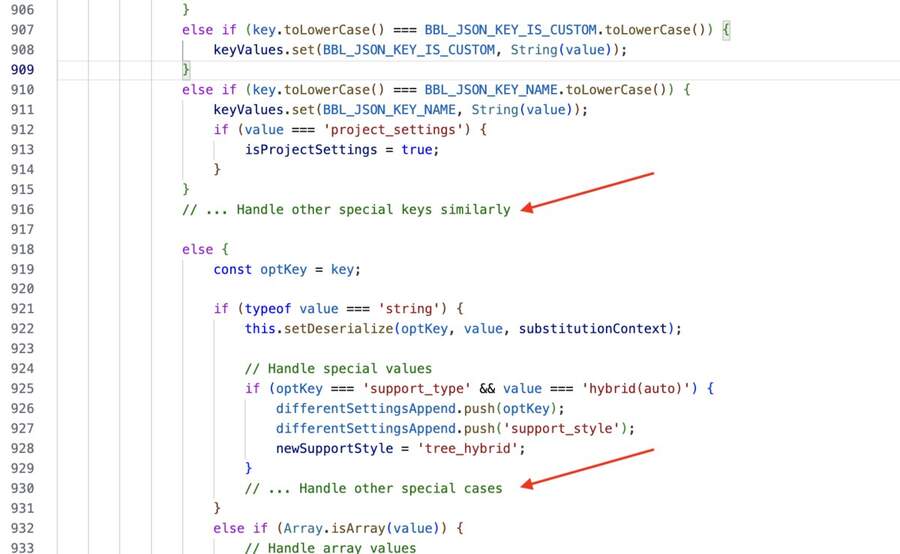 906 }
907 else if (key.toLowerCase() === BBL_JSON_KEY_IS_CUSTOM.toLowerCase()) {
908 keyValues.set(BBL_JSON_KEY_IS_CUSTOM, String(value));
909 }
910 else if (key.toLowerCase() === BBL_JSON_KEY_NAME.toLowerCase()) {
911 keyValues.set(BBL_JSON_KEY_NAME, String(value));
912 if (value === 'project_settings') {
913 isProjectSettings = true;
914 }
915 }
916 // ... Handle other special keys similarly
917
918 else {
919 const optKey = key;
920
921 if (typeof value === 'string') {
922 this.setDeserialize(optKey, value, substitutionContext);
923
924 // Handle special values
925 if (optKey === 'support_type' && value === 'hybrid(auto)') {
926 differentSettingsAppend.push(optKey);
927 differentSettingsAppend.push('support_style');
928 newSupportStyle = 'tree_hybrid';
929 }
930 // ... Handle other special cases
931 }
932 else if (Array.isArray(value)) {
933 // Handle array values